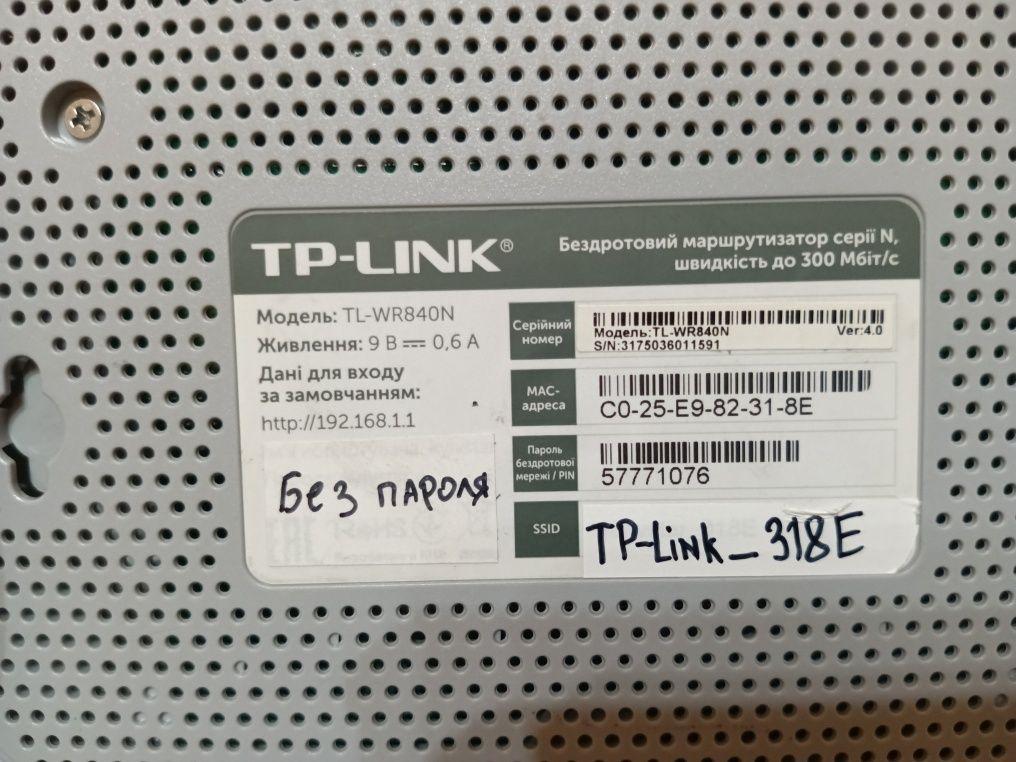 TP-LINK®
Бездротовий маршрутизатор серії N,
швидкість до 300 Мбіт/с
Модель: TL-WR840N
Живлення: 9 В 0,6 А
Дані для входу
за замовчанням:
http://192.168.1.1
Без пароля
Серійний
номер
Модель:TL-WR840N Ver:4.0
S/N:3175036011591
MAC-
адреса
C0-25-E9-82-31-8E
Пароль
бездротової
мережі / PIN
57771076
SSID
TP-Link_318E